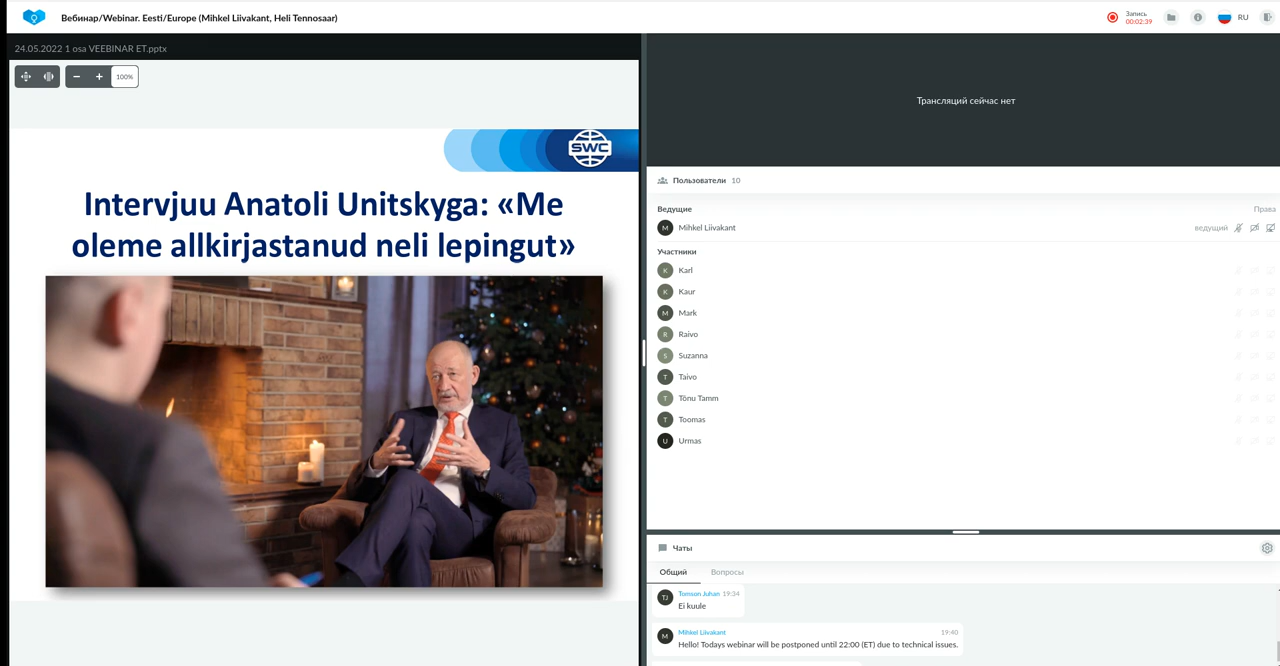 Вебинар/Webinar. Eesti/Europe (Mihkel Liivakant, Heli Tennosaar)
Запись
00:02:39
RU
24.05.2022 1 osa VEEBINAR ET.pptx
100%
SWC
Intervjuu Anatoli Unitskyga: «Me
oleme allkirjastanud neli lepingut»
Трансляций сейчас нет
Пользователи 10
Ведущие Права
M Mihkel Liivakant ведущий
Участники
K Karl
K Kaur
M Mark
R Raivo
S Suzanna
T Taivo
T Tõnu Tamm
T Toomas
U Urmas
Чаты
Общий Вопросы
TJ Tomson Juhan 19:34
Ei kuule
M Mihkel Liivakant 19:40
Hello! Todays webinar will be postponed until 22:00 (ET) due to technical issues.